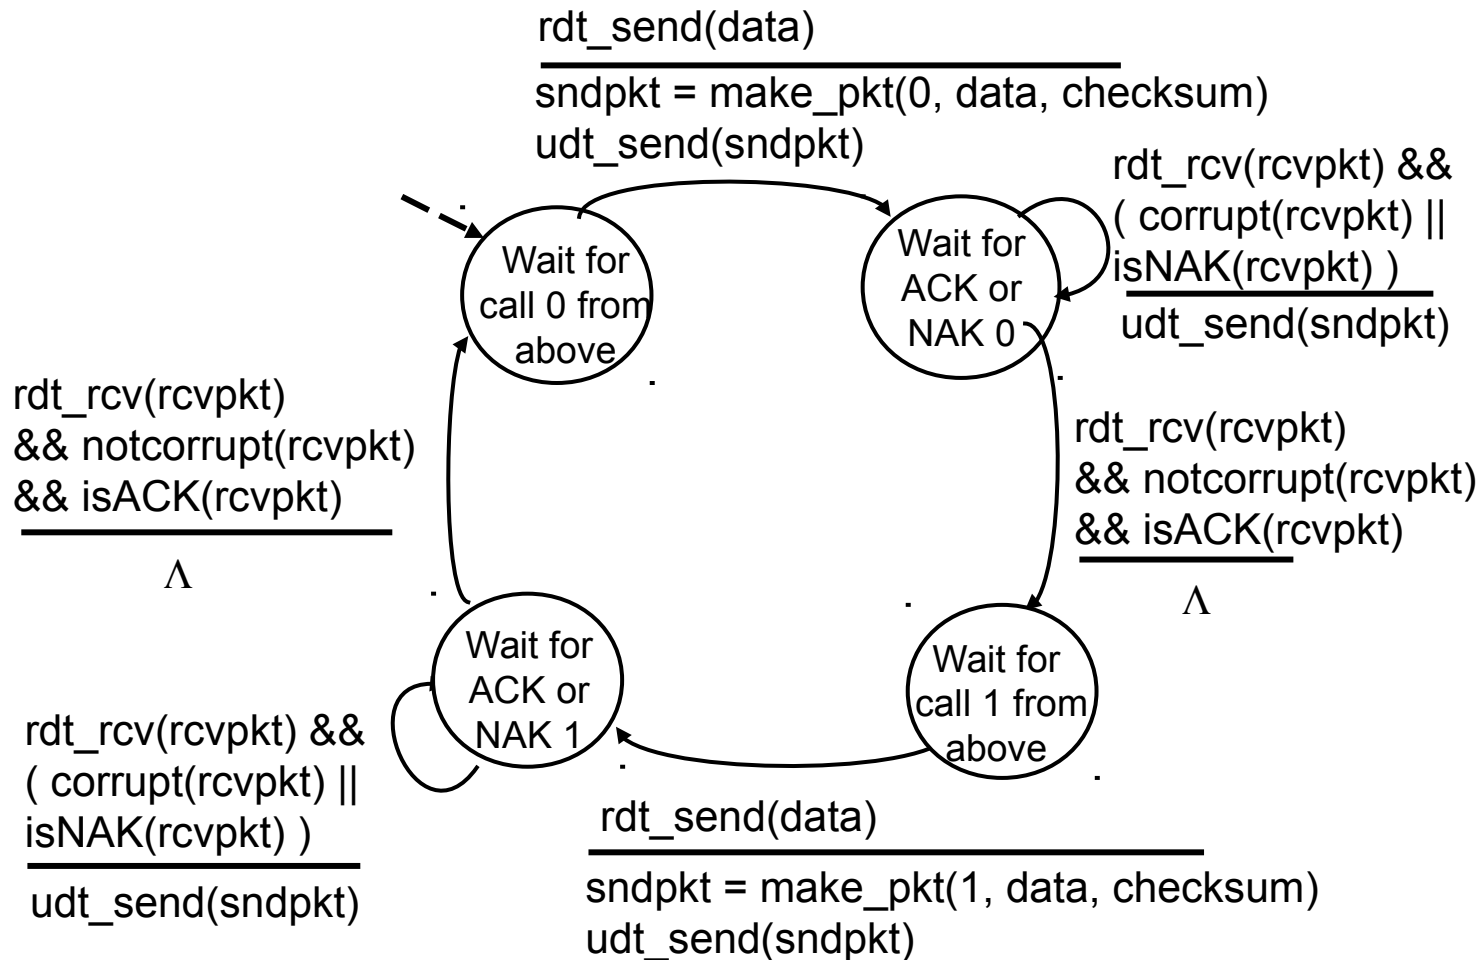 rdt_send(data)
sndpkt = make_pkt(0, data, checksum)
udt_send(sndpkt)
Wait for
call 0 from
above
Wait for
ACK or
NAK 0
rdt_rcv(rcvpkt) &&
( corrupt(rcvpkt) ||
isNAK(rcvpkt) )
udt_send(sndpkt)
rdt_rcv(rcvpkt)
&& notcorrupt(rcvpkt)
&& isACK(rcvpkt)
Λ
rdt_rcv(rcvpkt)
&& notcorrupt(rcvpkt)
&& isACK(rcvpkt)
Λ
Wait for
ACK or
NAK 1
Wait for
call 1 from
above
rdt_rcv(rcvpkt) &&
( corrupt(rcvpkt) ||
isNAK(rcvpkt) )
udt_send(sndpkt)
rdt_send(data)
sndpkt = make_pkt(1, data, checksum)
udt_send(sndpkt)